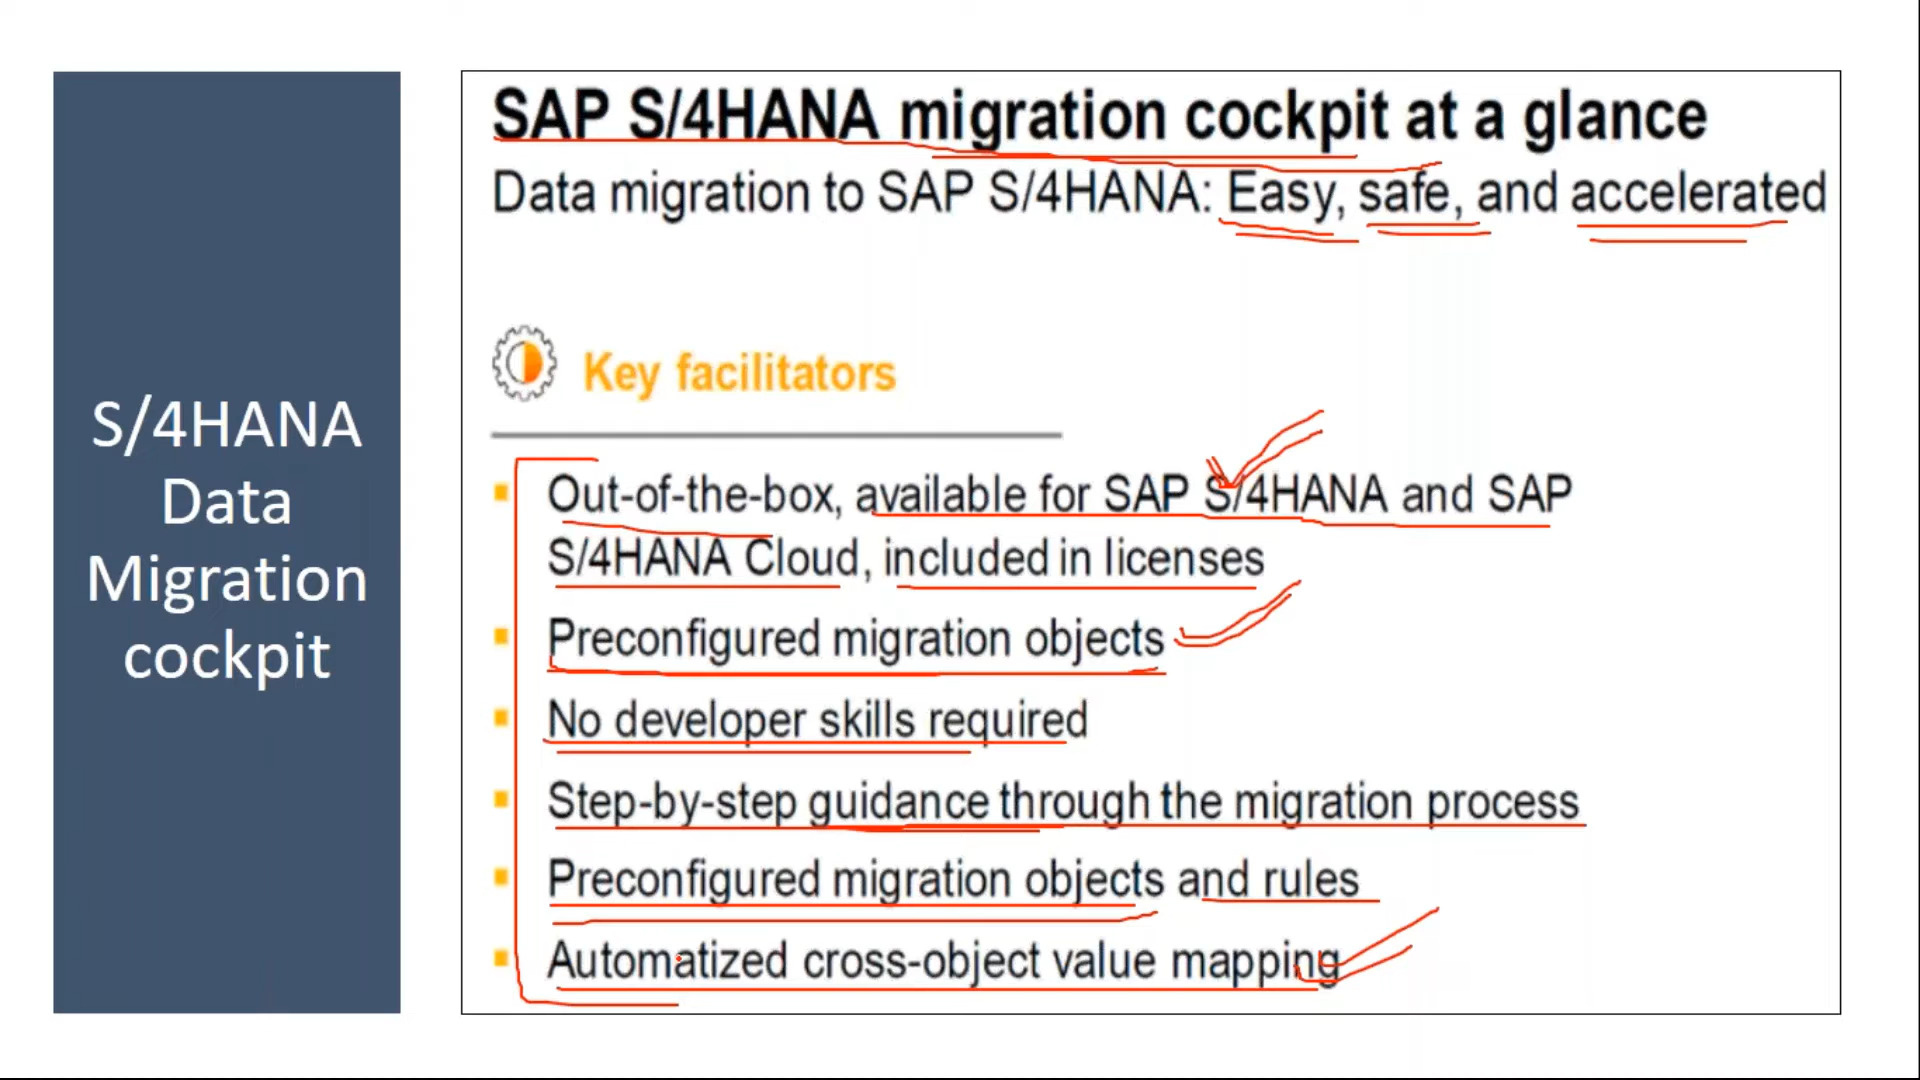 S/4HANA
Data
Migration
cockpit
SAP S/4HANA migration cockpit at a glance
Data migration to SAP S/4HANA: Easy, safe, and accelerated
Key facilitators
Out-of-the-box, available for SAP S/4HANA and SAP
S/4HANA Cloud, included in licenses
Preconfigured migration objects
No developer skills required
Step-by-step guidance through the migration process
Preconfigured migration objects and rules
Automatized cross-object value mapping